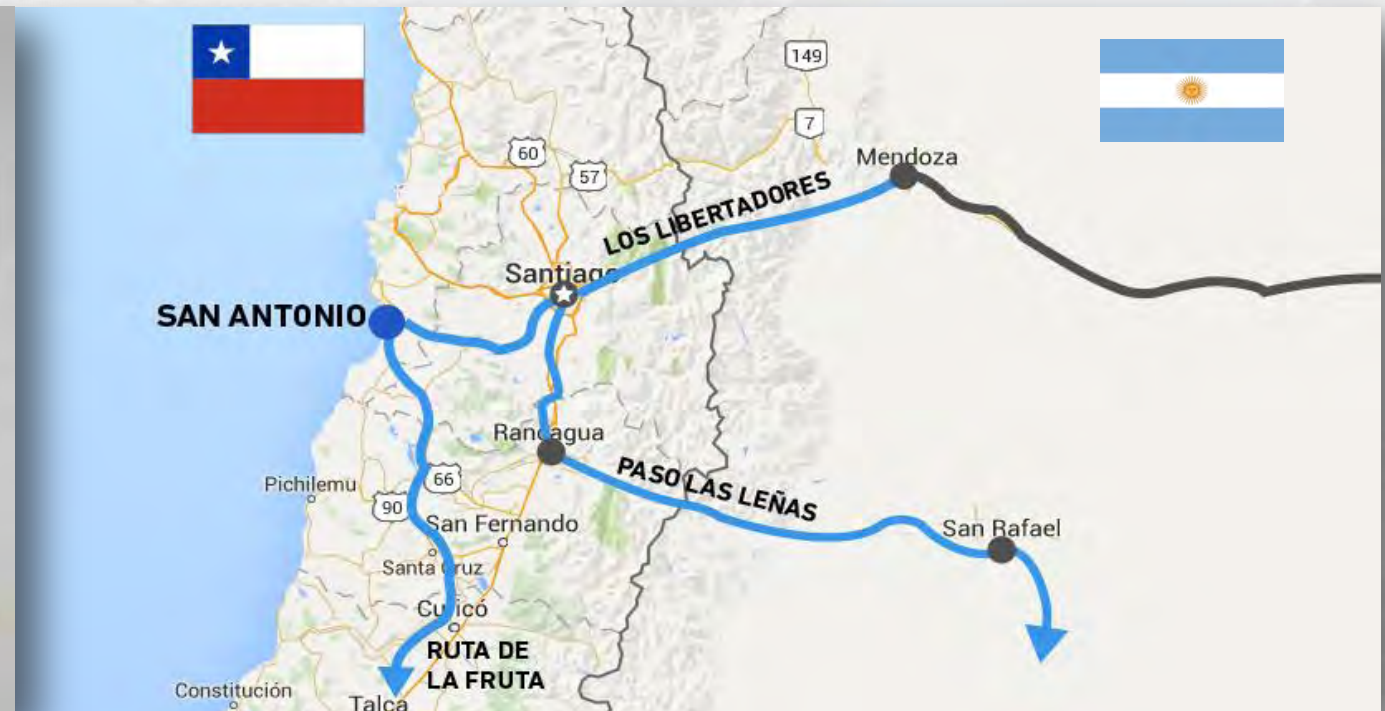 149
7
60
57
Mendoza
LOS LIBERTADORES
Santiago
SAN ANTONIO
Rancagua
PASO LAS LEÑAS
Pichilemu
66
90
San Fernando
San Rafael
Santa Cruz
Curicó
RUTA DE
LA FRUTA
Constitución
Talca